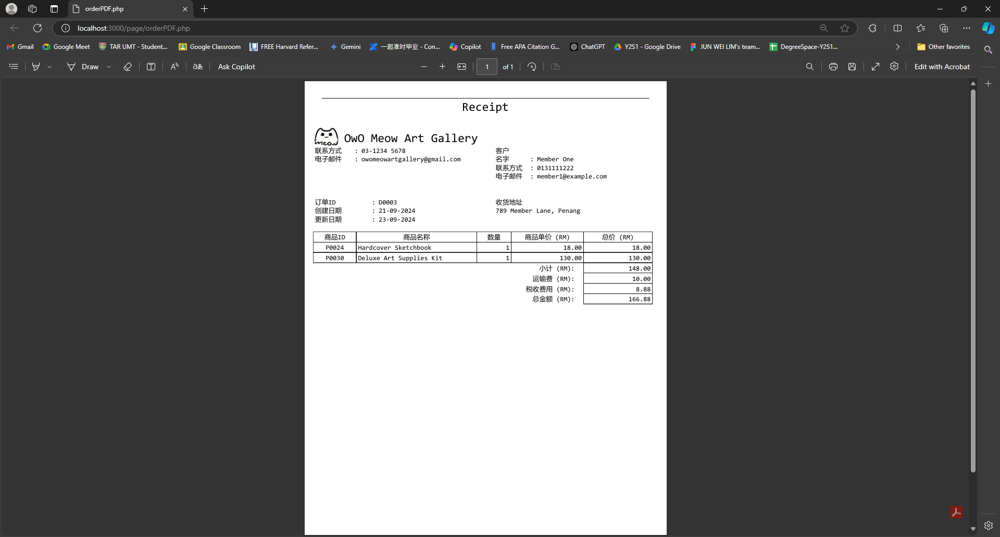 orderPDF.php
localhost:3000/page/orderPDF.php
Gmail Google Meet TAR UMT - Student... Google Classroom FREE Harvard Refer... Gemini 一起准时毕业 - Con... Copilot Free APA Citation G... ChatGPT Y2S1 - Google Drive JUN WEI LIM's team... DegreeSpace-Y2S1... Other favorites
Draw Ask Copilot 1 of 1 Edit with Acrobat
Receipt
meow
OwO Meow Art Gallery
联系方式 : 03-1234 5678 客户
电子邮件 : owomeowartgallery@gmail.com 名字 : Member One
联系方式 : 0131111222
电子邮件 : member1@example.com
订单ID : D0003 收货地址
创建日期 : 21-09-2024 789 Member Lane, Penang
更新日期 : 23-09-2024
商品ID 商品名称 数量 商品单价 (RM) 总价 (RM)
P0024 Hardcover Sketchbook 1 18.00 18.00
P0030 Deluxe Art Supplies Kit 1 130.00 130.00
小计 (RM): 148.00
运输费 (RM): 10.00
税收费用 (RM): 8.88
总金额 (RM): 166.88